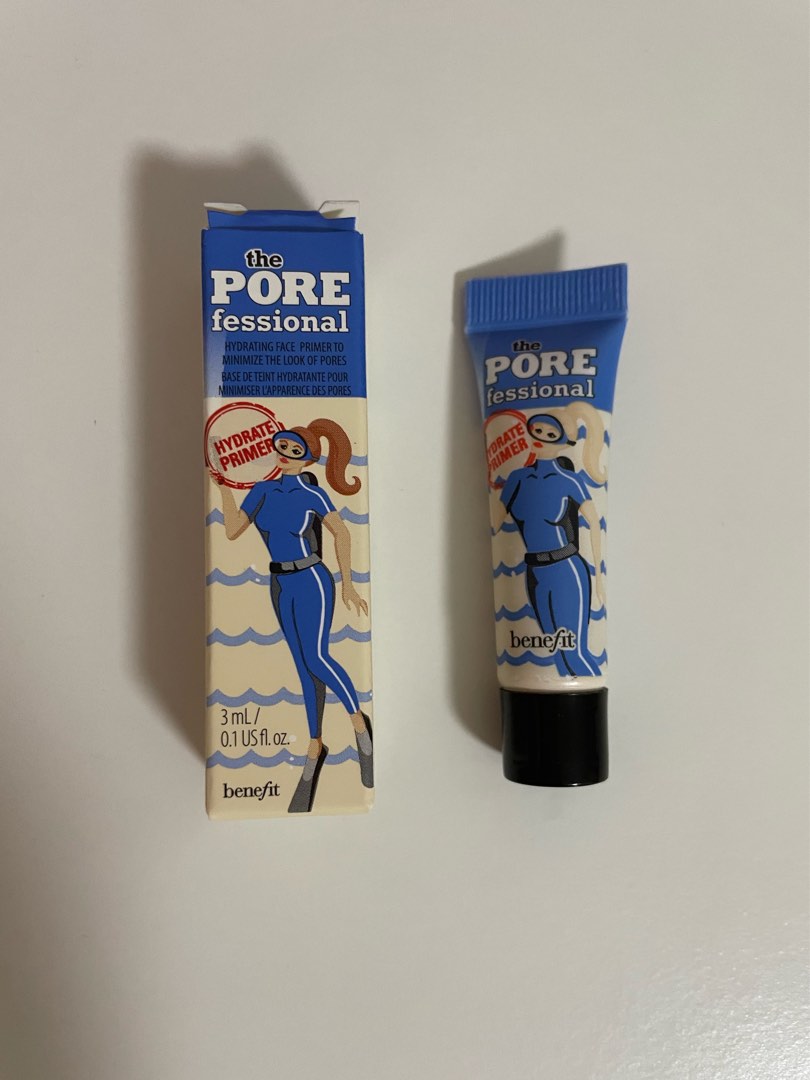 the
PORE
fessional
HYDRATING FACE PRIMER TO
MINIMIZE THE LOOK OF PORES
BASE DE TEINT HYDRATANTE POUR
MINIMISER L'APPARENCE DES PORES
HYDRATE
PRIMER
3 mL /
0.1 US fl. oz.
benefit
the
PORE
fessional
HYDRATE
PRIMER
benefit